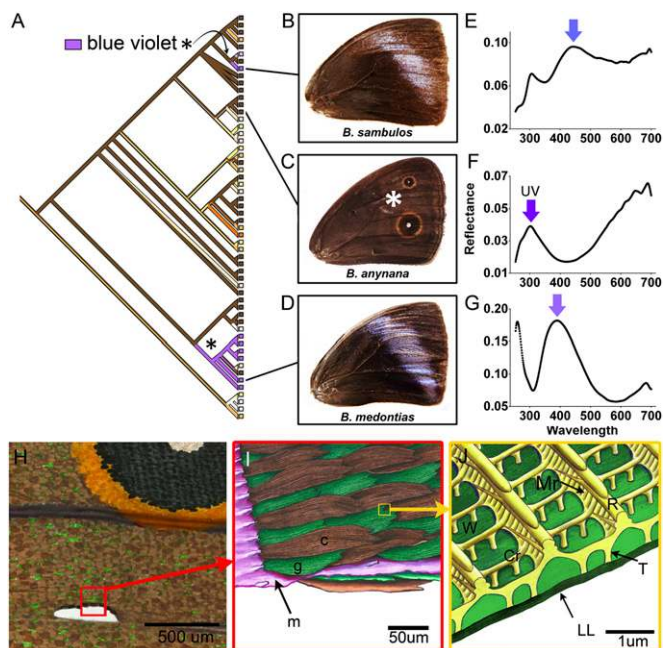 A
blue violet *
*
B
B. sambulos
C
*
B. anynana
D
B. medontias
E
0.10
0.06
0.02
300 400 500 600 700
F
UV
0.07
0.05
0.03
0.01
300 400 500 600 700
Reflectance
G
0.20
0.15
0.10
0.05
300 400 500 600 700
Wavelength
H
500 um
I
c
g
m
50um
J
Mr
R
W
Cr
T
LL
1um